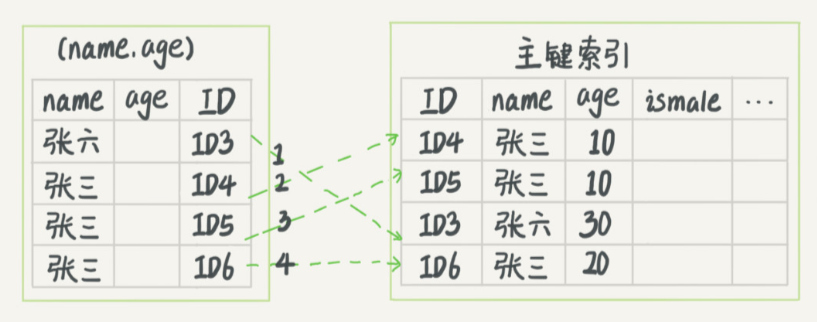 (name.age)
name age ID
张六 ID3
张三 ID4
张三 ID5
张三 ID6
1
2
3
4
主键索引
ID name age ismale ...
ID4 张三 10
ID5 张三 10
ID3 张六 30
ID6 张三 20